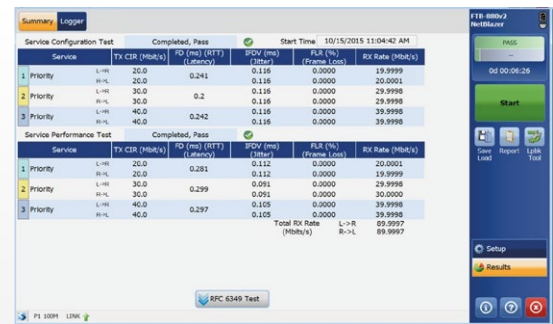 Summary Logger
FTB-880v2
NetBlazer
Service Configuration Test Completed, Pass Start Time 10/15/2015 11:04:42 AM
PASS
--
0d 00:06:26
Service TX CIR (Mbit/s) FD (ms) (RTT) (Latency) IFDV (ms) (Jitter) FLR (%) (Frame Loss) RX Rate (Mbit/s)
1 Priority L->R 20.0 0.241 0.116 0.0000 19.9999
R->L 20.0 0.116 0.0000 20.0001
2 Priority L->R 30.0 0.2 0.116 0.0000 29.9998
R->L 30.0 0.116 0.0000 29.9998
3 Priority L->R 40.0 0.242 0.116 0.0000 39.9998
R->L 40.0 0.116 0.0000 39.9998
Start
Service Performance Test Completed, Pass
Save Load
Report
Lpbk Tool
Service TX CIR (Mbit/s) FD (ms) (RTT) (Latency) IFDV (ms) (Jitter) FLR (%) (Frame Loss) RX Rate (Mbit/s)
1 Priority L->R 20.0 0.281 0.112 0.0000 20.0001
R->L 20.0 0.112 0.0000 19.9999
2 Priority L->R 30.0 0.299 0.091 0.0000 29.9998
R->L 30.0 0.091 0.0000 30.0000
3 Priority L->R 40.0 0.297 0.105 0.0000 39.9998
R->L 40.0 0.105 0.0000 39.9998
Total RX Rate L->R 89.9997
(Mbits/s) R->L 89.9997
Setup
Results
RFC 6349 Test
P1 100M LINK